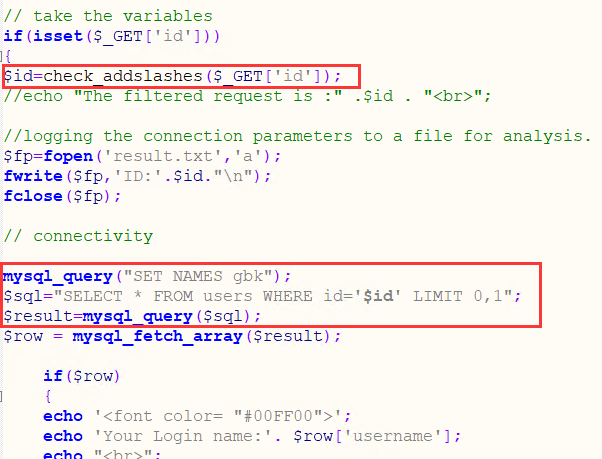 // take the variables
if(isset($_GET['id']))
{
$id=check_addslashes($_GET['id']);
//echo "The filtered request is :" .$id . "<br>";
//logging the connection parameters to a file for analysis.
$fp=fopen('result.txt','a');
fwrite($fp,'ID:'.$id."\n");
fclose($fp);
// connectivity
mysql_query("SET NAMES gbk");
$sql="SELECT * FROM users WHERE id='$id' LIMIT 0,1";
$result=mysql_query($sql);
$row = mysql_fetch_array($result);
if($row)
{
echo '<font color= "#00FF00">';
echo 'Your Login name:'. $row['username'];
echo "<br>";